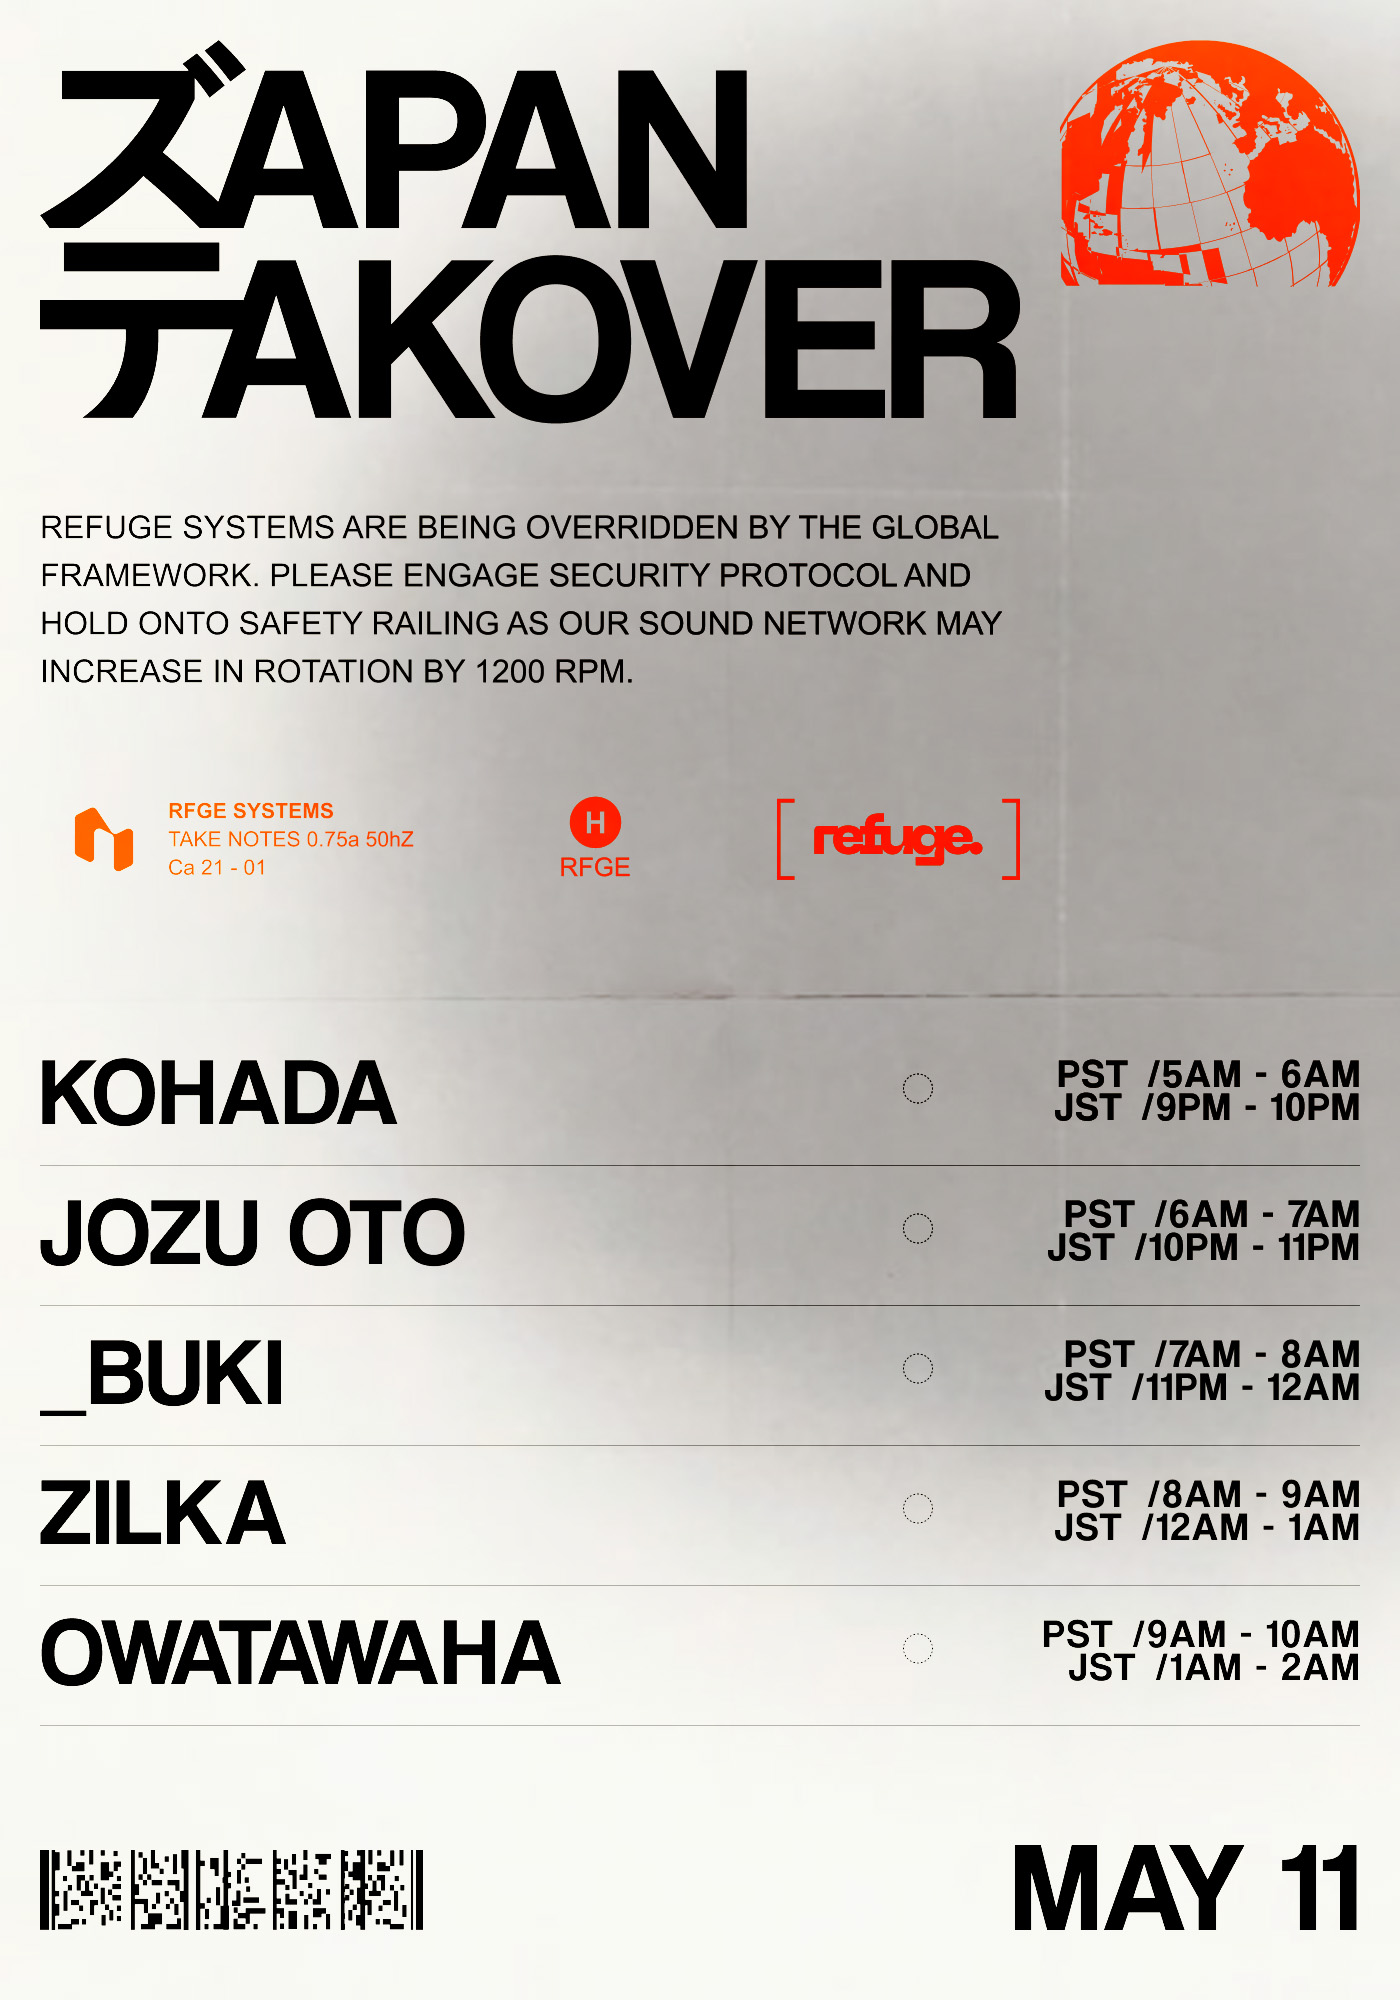 ズAPAN
テAKOVER
REFUGE SYSTEMS ARE BEING OVERRIDDEN BY THE GLOBAL
FRAMEWORK. PLEASE ENGAGE SECURITY PROTOCOL AND
HOLD ONTO SAFETY RAILING AS OUR SOUND NETWORK MAY
INCREASE IN ROTATION BY 1200 RPM.
RFGE SYSTEMS
TAKE NOTES 0.75a 50hZ
Ca 21 - 01
H
RFGE
[refuge.]
KOHADA
PST /5AM - 6AM
JST /9PM - 10PM
JOZU OTO
PST /6AM - 7AM
JST /10PM - 11PM
_BUKI
PST /7AM - 8AM
JST /11PM - 12AM
ZILKA
PST /8AM - 9AM
JST /12AM - 1AM
OWATAWAHA
PST /9AM - 10AM
JST /1AM - 2AM
MAY 11